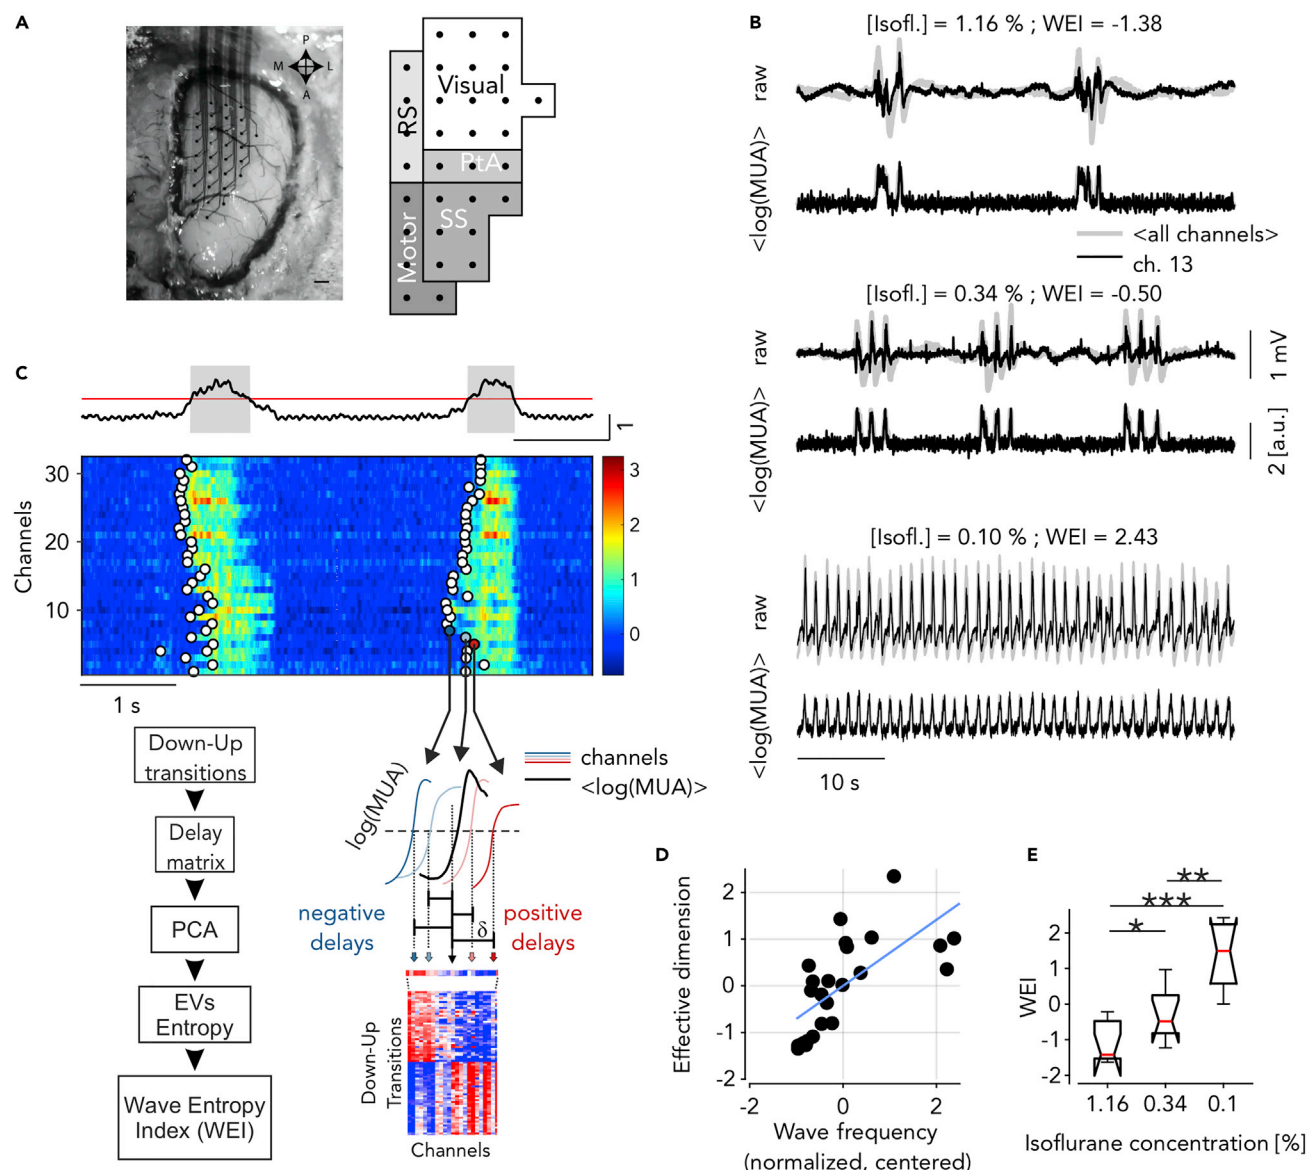 A
P
M
L
A
Visual
RS
PtA
SS
Motor
B
[Isofl.] = 1.16 % ; WEI = -1.38
raw
<log(MUA)>
<all channels>
ch. 13
[Isofl.] = 0.34 % ; WEI = -0.50
raw
<log(MUA)>
1 mV
2 [a.u.]
[Isofl.] = 0.10 % ; WEI = 2.43
raw
<log(MUA)>
10 s
C
1
Channels
30
20
10
3
2
1
0
1 s
Down-Up
transitions
Delay
matrix
PCA
EVs
Entropy
Wave Entropy
Index (WEI)
channels
<log(MUA)>
log(MUA)
negative
delays
δ
positive
delays
Down-Up
Transitions
Channels
D
Effective dimension
2
1
0
-1
-2
-2
0
2
Wave frequency
(normalized, centered)
E
**
***
*
WEI
2
1
0
-1
-2
1.16
0.34
0.1
Isoflurane concentration [%]